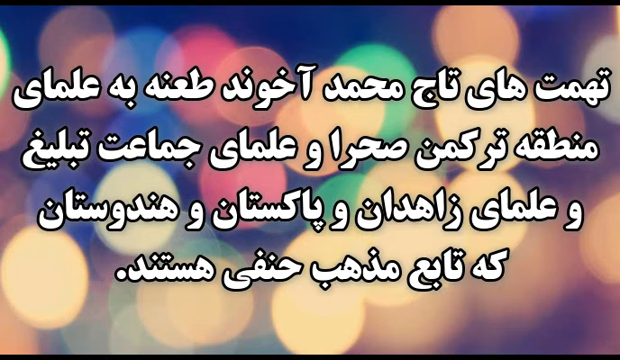 تهمت های تاج محمد آخوند طعنه به علمای
منطقه ترکمن صحرا و علمای جماعت تبلیغ
و علمای زاهدان و پاکستان و هندوستان
که تابع مذهب حنفی هستند.